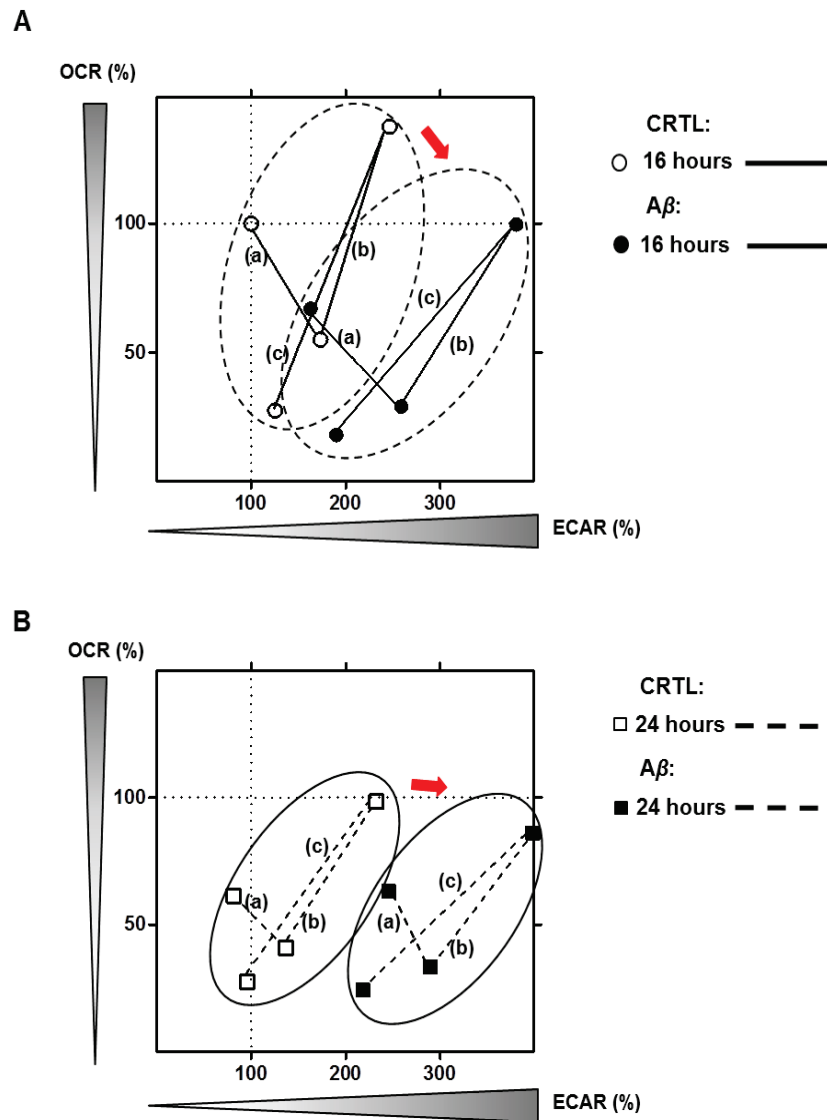 A
OCR (%)
CRTL:
16 hours
Aβ:
16 hours
100
50
(a)
(b)
(c)
(a)
(c)
(b)
100
200
300
ECAR (%)
B
OCR (%)
CRTL:
24 hours
Aβ:
24 hours
100
50
(c)
(a)
(b)
(c)
(a)
(b)
100
200
300
ECAR (%)